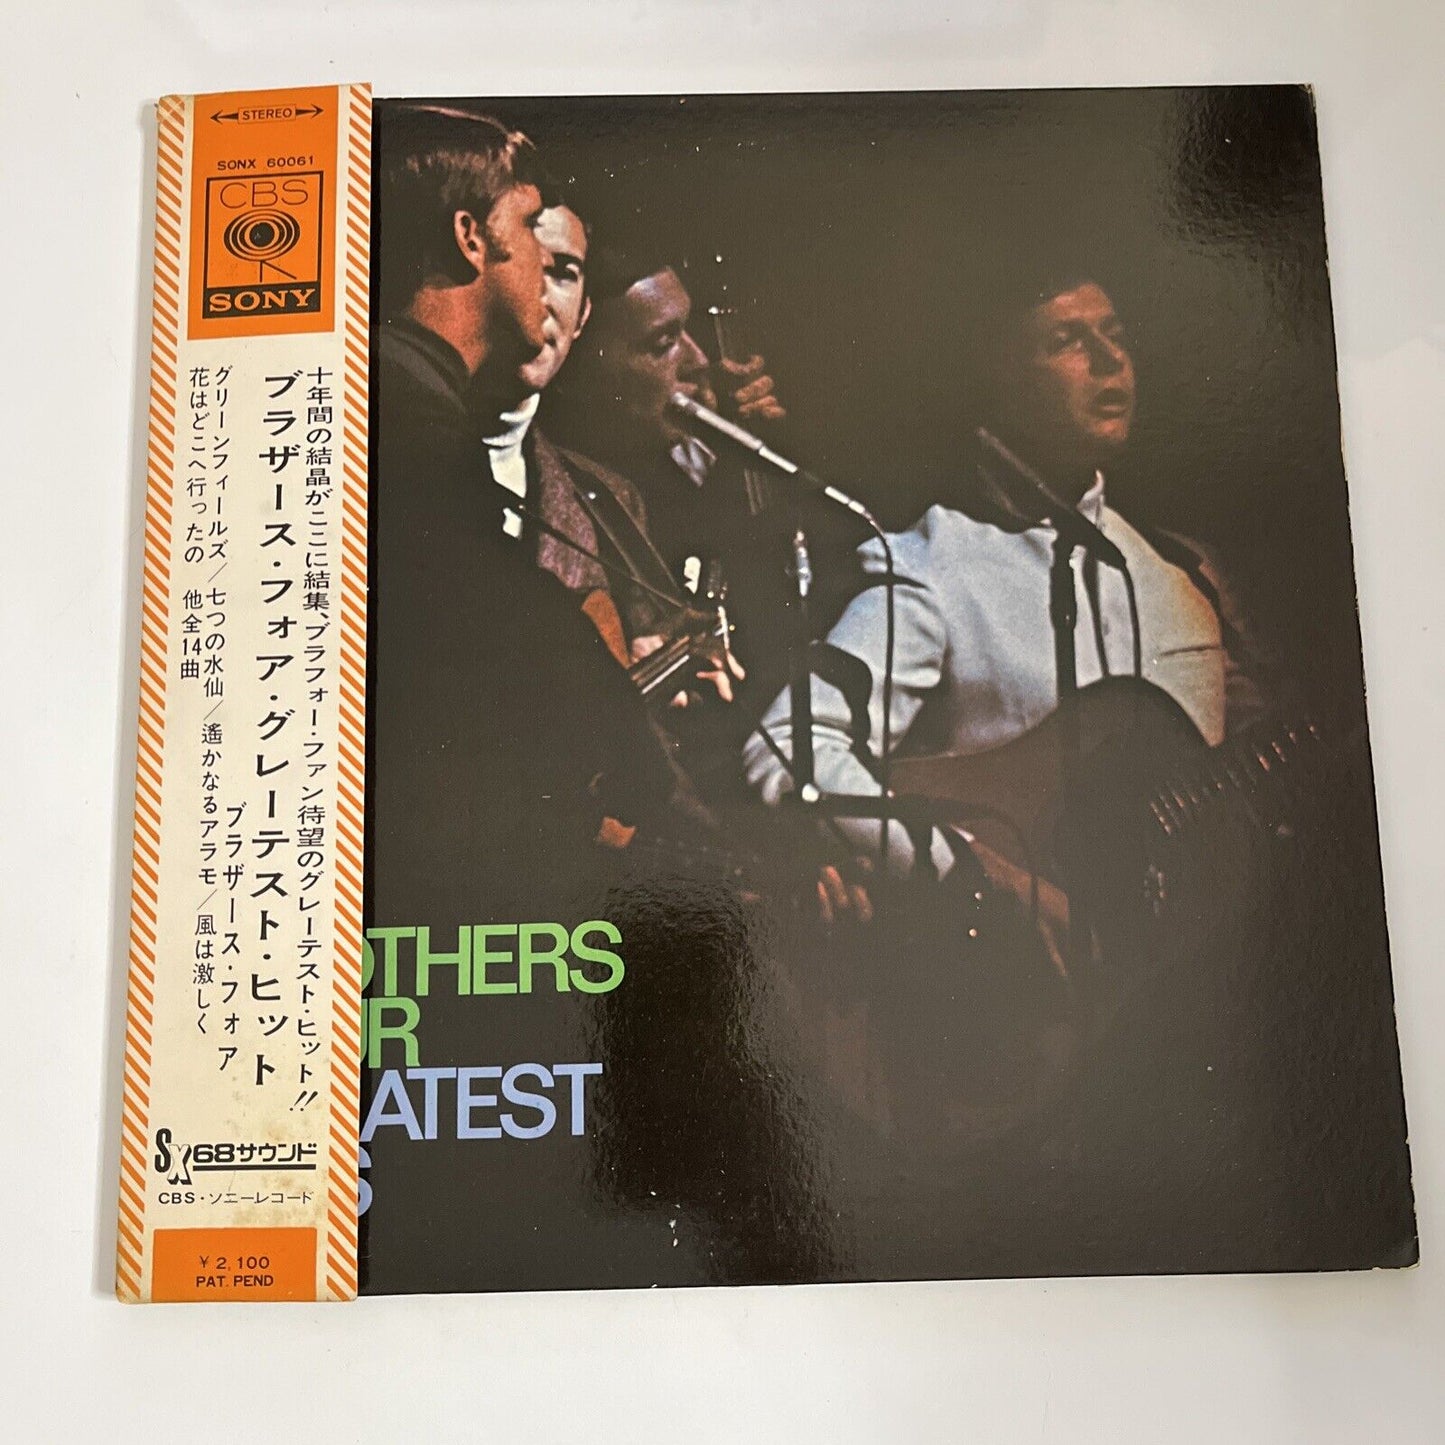 STEREO
SONX 60061
CBS
SONY
十年間の結晶がここに結集、ブラフォー・ファン待望のグレーテスト・ヒット!!
ブラザース・フォア・グレーテスト・ヒット
ブラザース・フォア
グリーンフィールズ/七つの水仙/遙かなるアラモ/風は激しく
花はどこへ行ったの 他全14曲
SX68サウンド
CBS・ソニーレコード
¥2,100
PAT. PEND
OTHERS
UR
ATEST
S